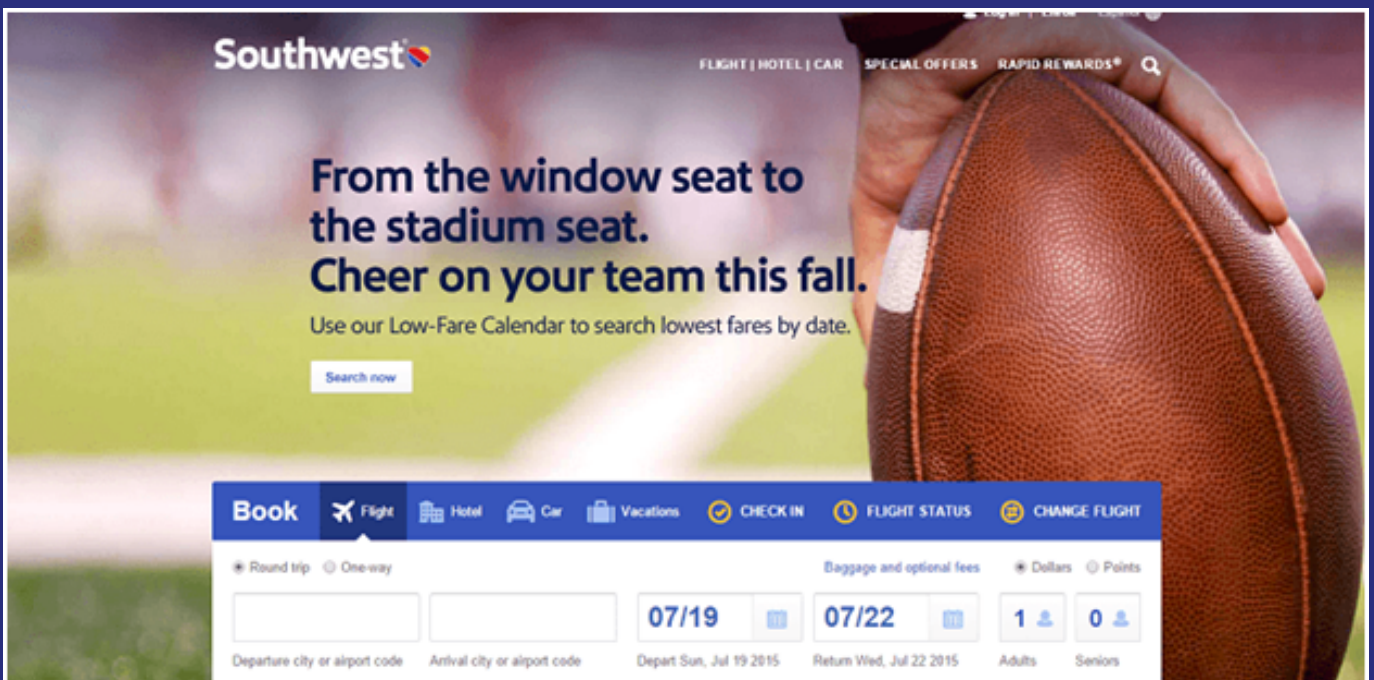 Log in | Enroll Español
Southwest
FLIGHT | HOTEL | CAR SPECIAL OFFERS RAPID REWARDS®
From the window seat to
the stadium seat.
Cheer on your team this fall.
Use our Low-Fare Calendar to search lowest fares by date.
Search now
Book Flight Hotel Car Vacations CHECK IN FLIGHT STATUS CHANGE FLIGHT
Round trip One-way Baggage and optional fees Dollars Points
07/19 07/22 1 0
Departure city or airport code Arrival city or airport code Depart Sun, Jul 19 2015 Return Wed, Jul 22 2015 Adults Seniors